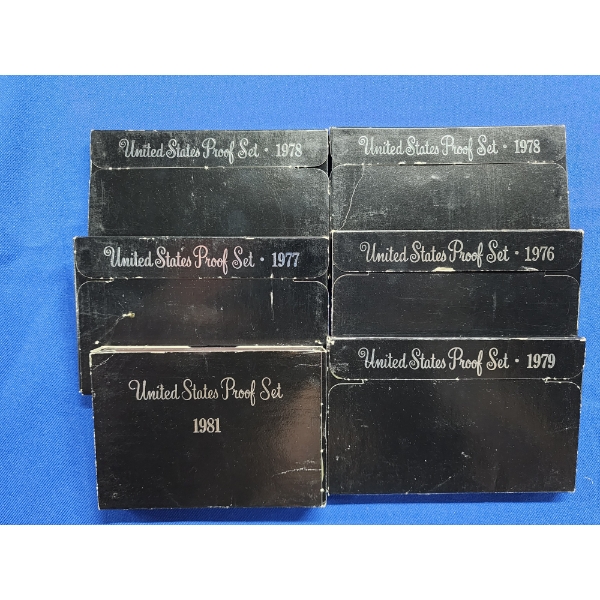 United States Proof Set · 1978
United States Proof Set · 1978
United States Proof Set · 1977
United States Proof Set · 1976
United States Proof Set
1981
United States Proof Set · 1979